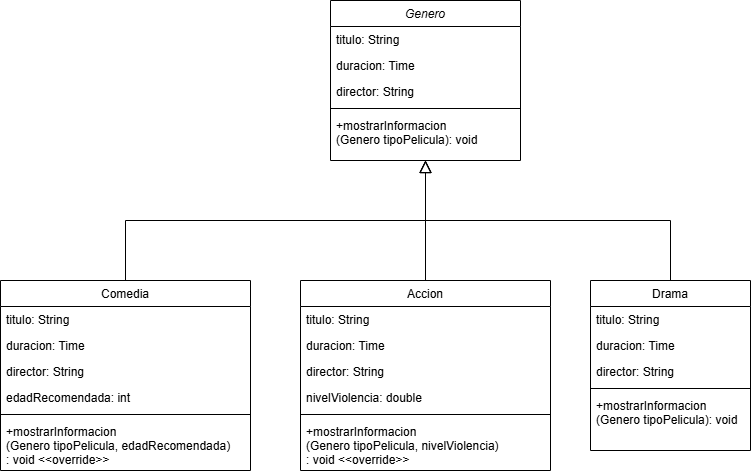 Genero
titulo: String
duracion: Time
director: String
+mostrarInformacion
(Genero tipoPelicula): void
Comedia
titulo: String
duracion: Time
director: String
edadRecomendada: int
+mostrarInformacion
(Genero tipoPelicula, edadRecomendada)
: void <<override>>
Accion
titulo: String
duracion: Time
director: String
nivelViolencia: double
+mostrarInformacion
(Genero tipoPelicula, nivelViolencia)
: void <<override>>
Drama
titulo: String
duracion: Time
director: String
+mostrarInformacion
(Genero tipoPelicula): void